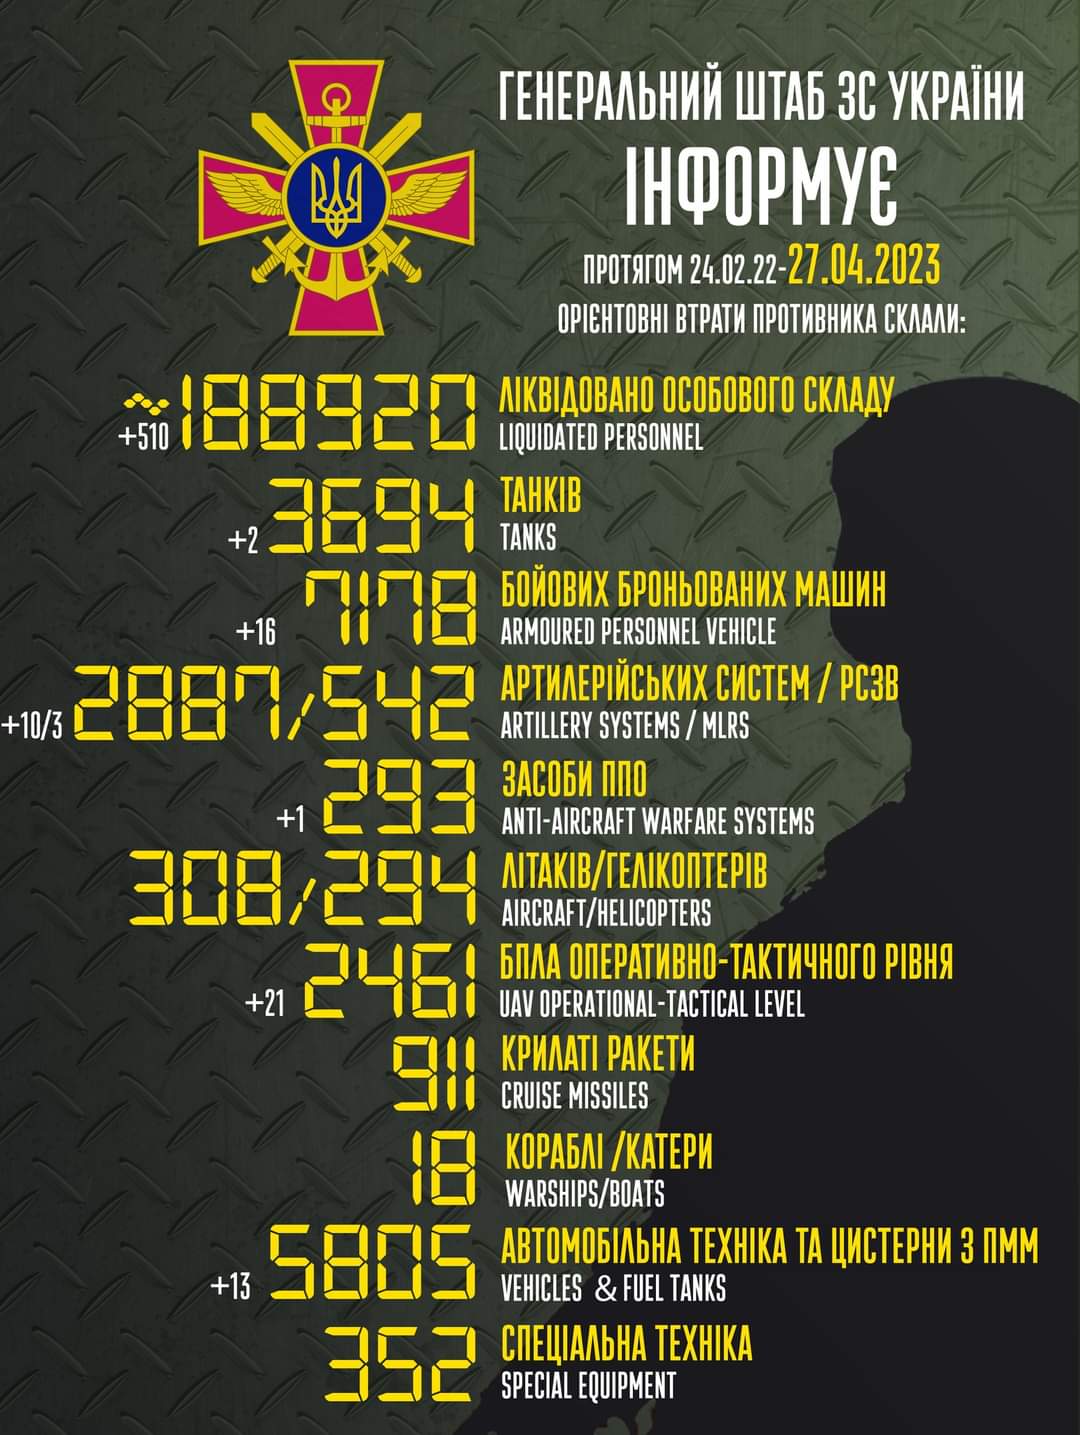 ГЕНЕРАЛЬНИЙ ШТАБ ЗС УКРАЇНИ
ІНФОРМУЄ
ПРОТЯГОМ 24.02.22-27.04.2023
ОРІЄНТОВНІ ВТРАТИ ПРОТИВНИКА СКЛАЛИ:
~188920 ЛІКВІДОВАНО ОСОБОВОГО СКЛАДУ
+510 LIQUIDATED PERSONNEL
3694 ТАНКІВ
+2 TANKS
7178 БОЙОВИХ БРОНЬОВАНИХ МАШИН
+16 ARMOURED PERSONNEL VEHICLE
2887/542 АРТИЛЕРІЙСЬКИХ СИСТЕМ / РСЗВ
+10/3 ARTILLERY SYSTEMS / MLRS
293 ЗАСОБИ ППО
+1 ANTI-AIRCRAFT WARFARE SYSTEMS
308/294 ЛІТАКІВ/ГЕЛІКОПТЕРІВ
AIRCRAFT/HELICOPTERS
2461 БПЛА ОПЕРАТИВНО-ТАКТИЧНОГО РІВНЯ
+21 UAV OPERATIONAL-TACTICAL LEVEL
911 КРИЛАТІ РАКЕТИ
CRUISE MISSILES
18 КОРАБЛІ /КАТЕРИ
WARSHIPS/BOATS
5805 АВТОМОБІЛЬНА ТЕХНІКА ТА ЦИСТЕРНИ З ПММ
+13 VEHICLES & FUEL TANKS
352 СПЕЦІАЛЬНА ТЕХНІКА
SPECIAL EQUIPMENT